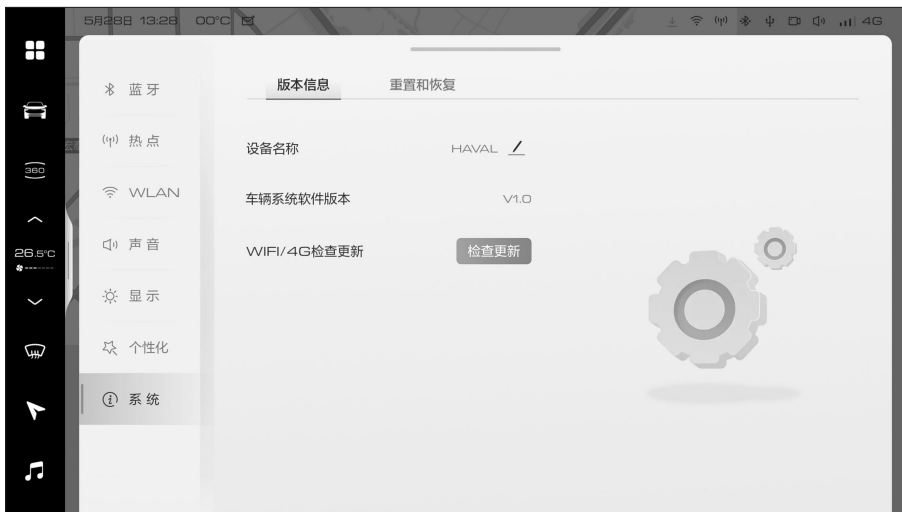 5月28日 13:28 00°C 4G
蓝牙
版本信息 重置和恢复
热点
设备名称 HAVAL
360
WLAN
车辆系统软件版本 V1.0
声音
WIFI/4G检查更新 检查更新
26.5°C
显示
个性化
系统